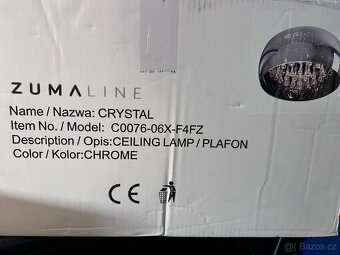 ZUMALINE
Name / Nazwa: CRYSTAL
Item No. / Model: C0076-06X-F4FZ
Description / Opis:CEILING LAMP / PLAFON
Color / Kolor:CHROME
CE
Bazoš.cz